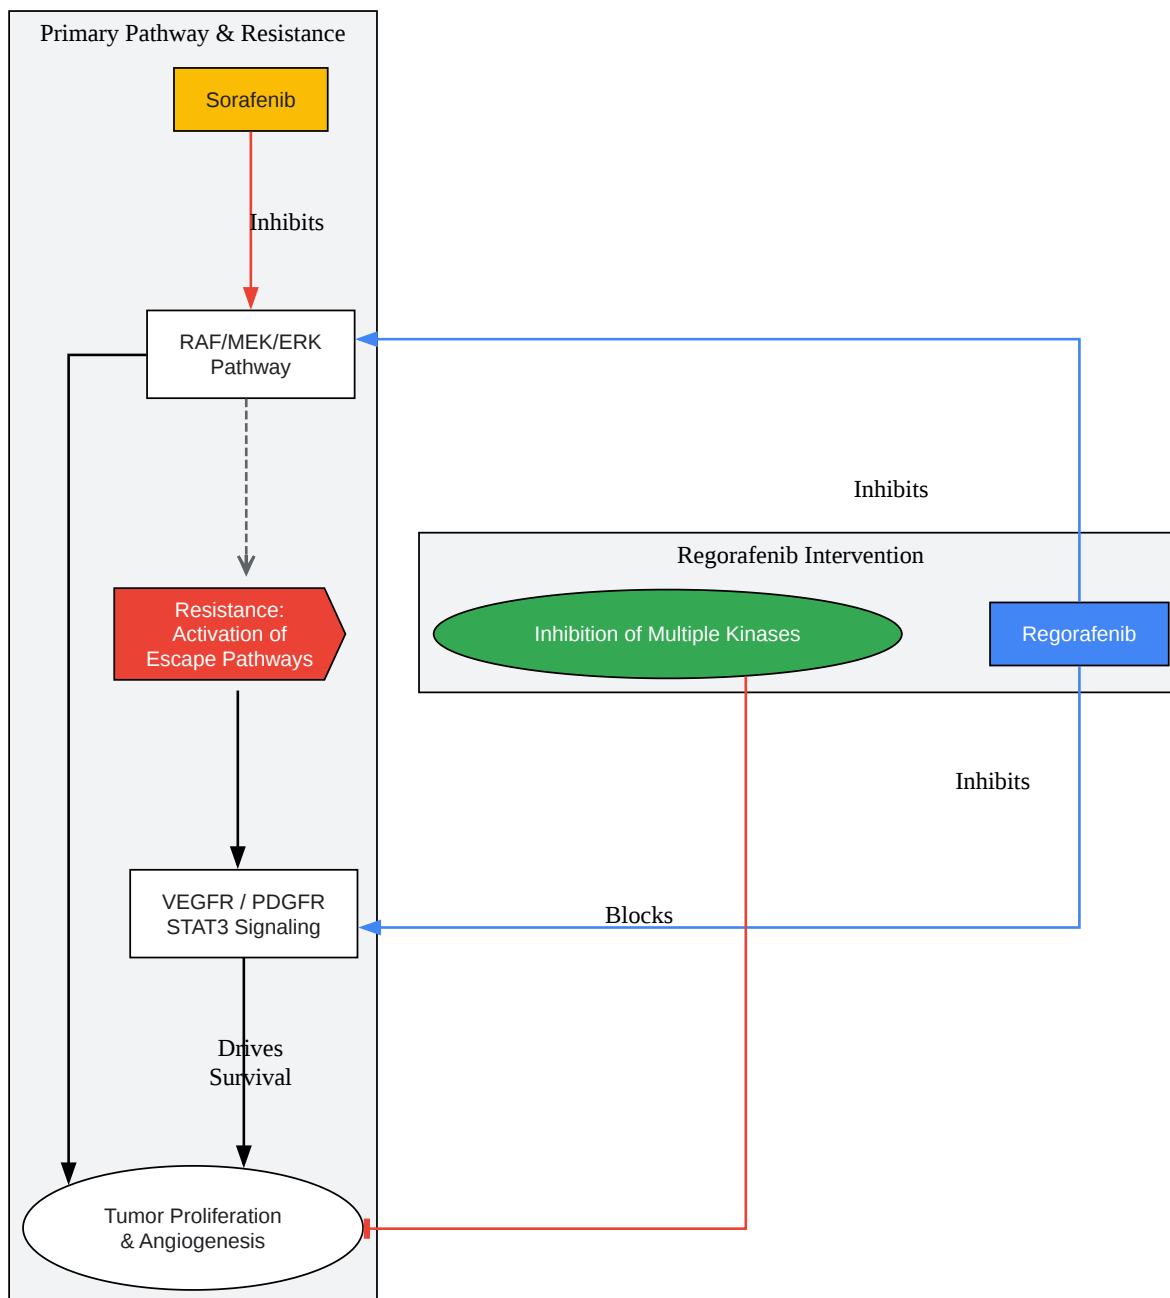 Primary Pathway & Resistance
Sorafenib
Inhibits
RAF/MEK/ERK
Pathway
Inhibits
Regorafenib Intervention
Resistance:
Activation of
Escape Pathways
Inhibition of Multiple Kinases
Regorafenib
Inhibits
VEGFR / PDGFR
STAT3 Signaling
Blocks
Drives
Survival
Tumor Proliferation
& Angiogenesis